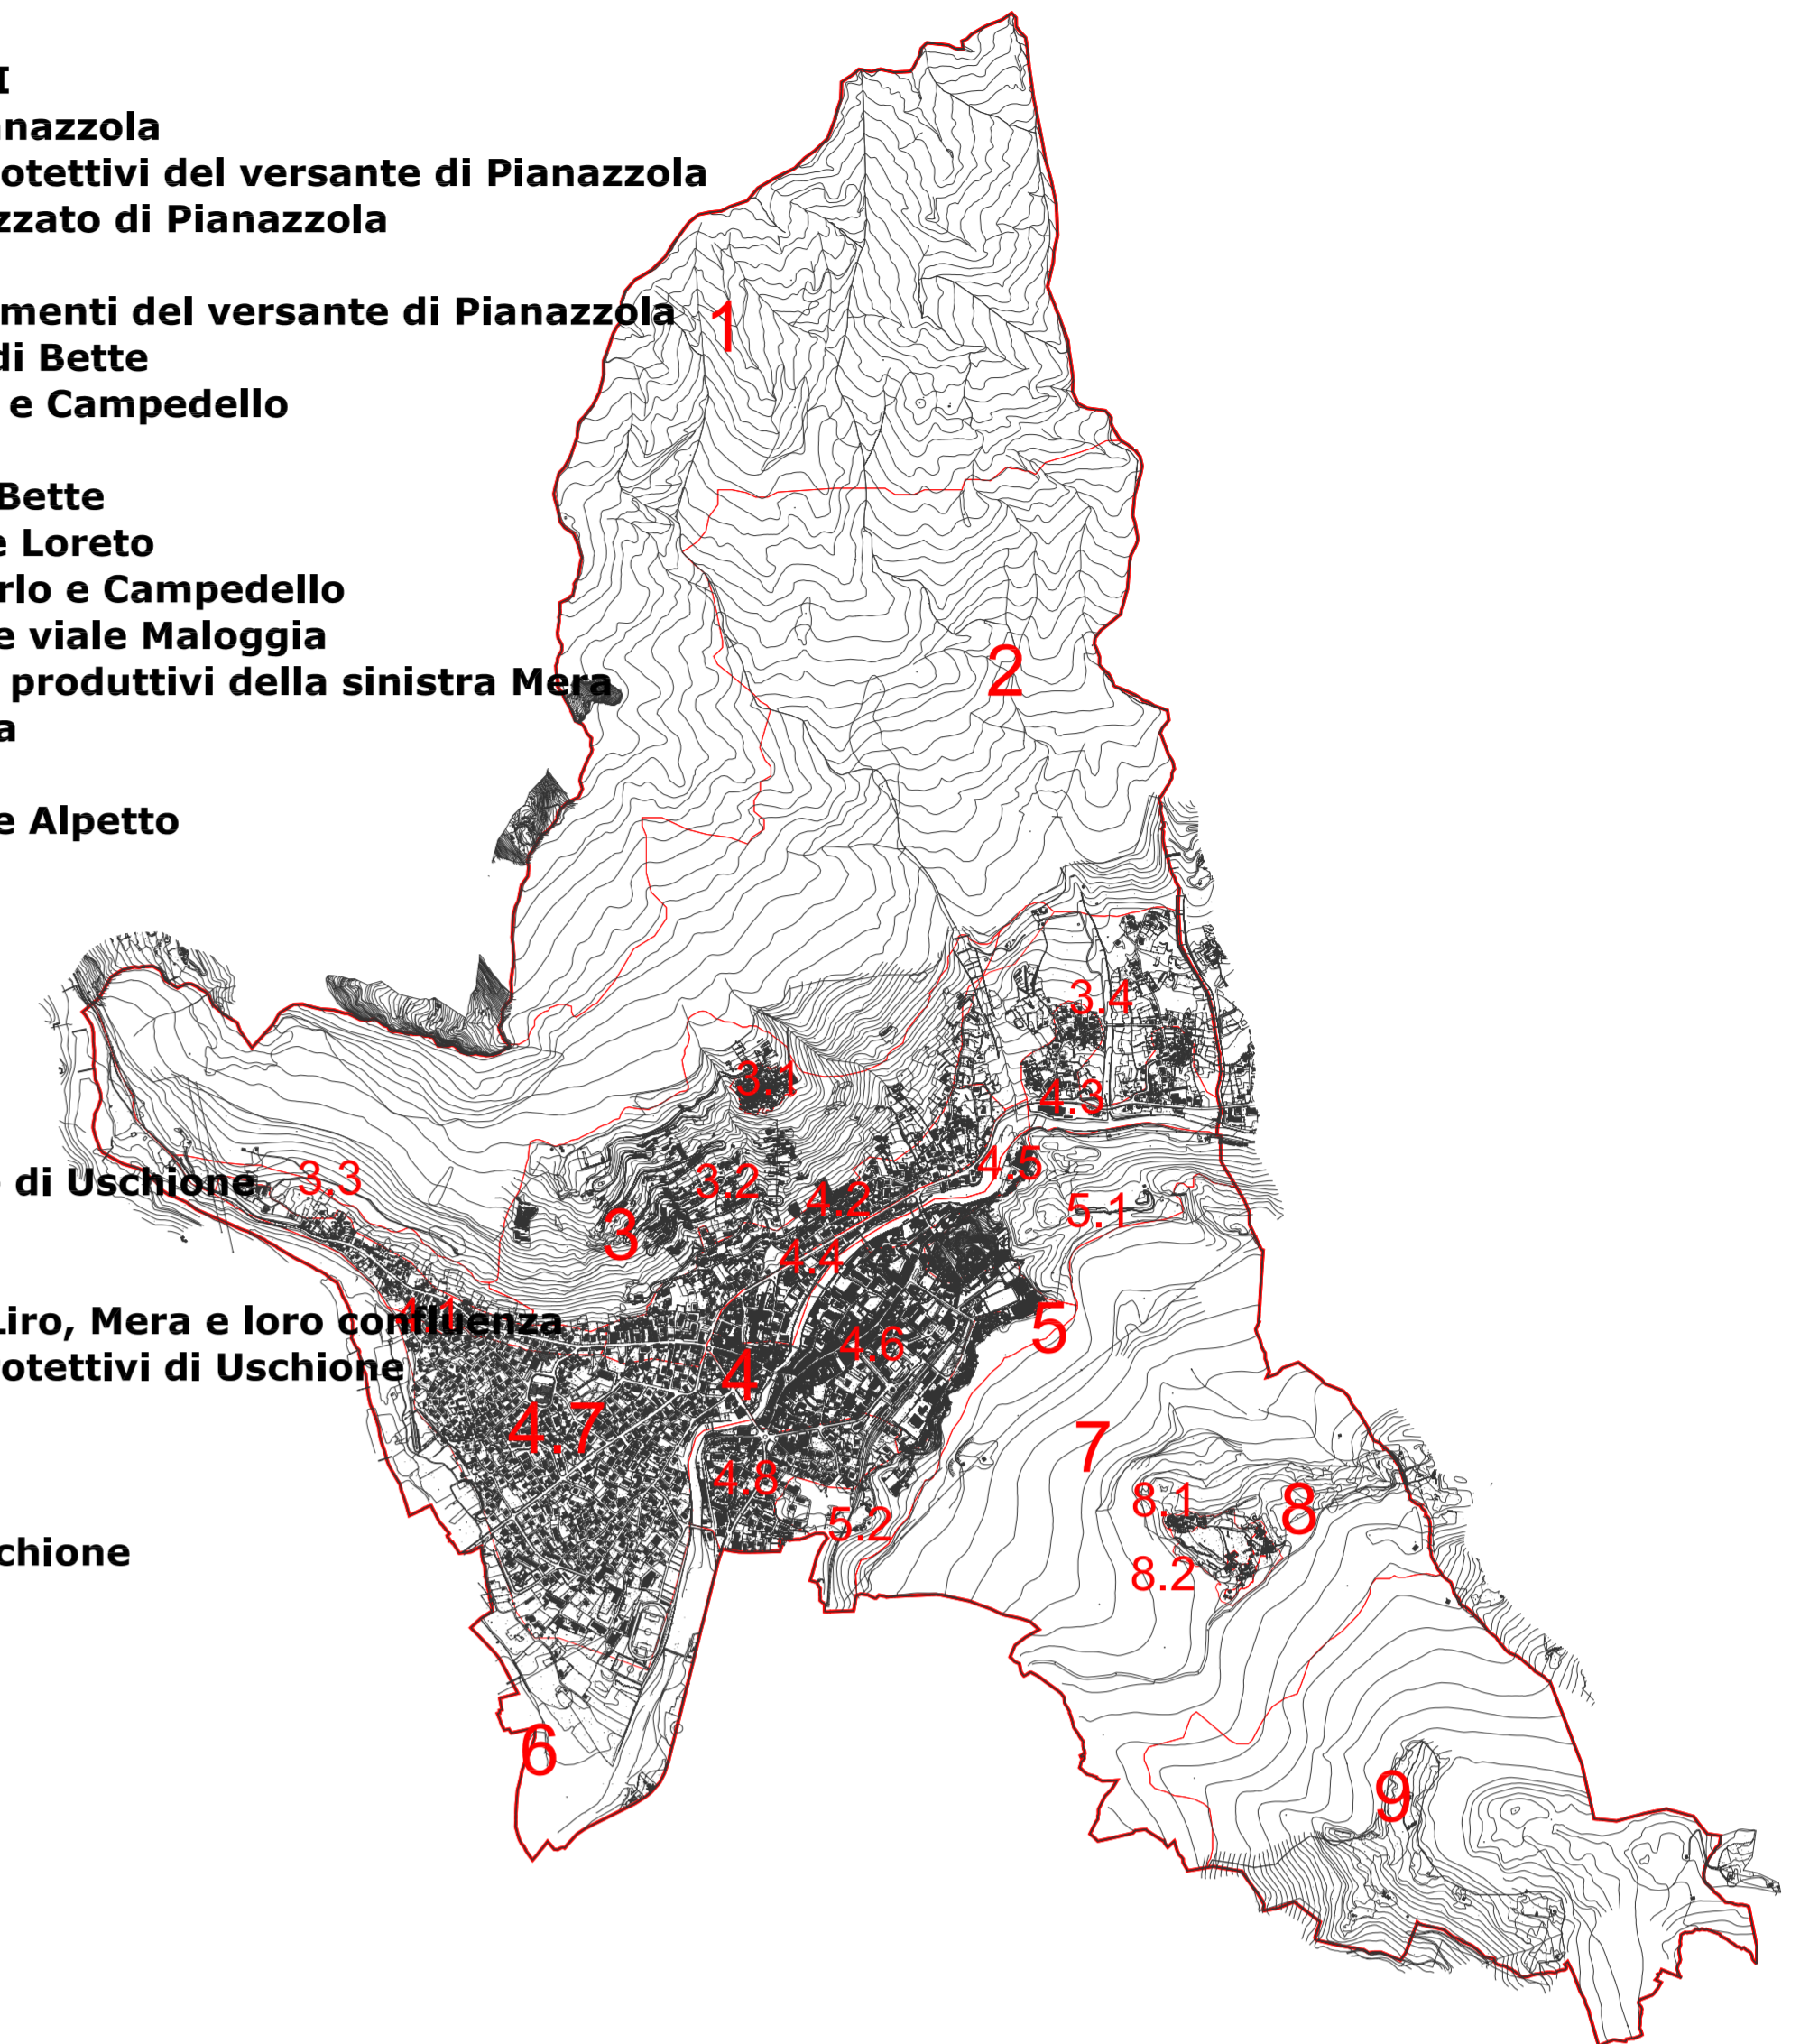 I
nazzola
otettivi del versante di Pianazzola
zzato di Pianazzola
menti del versante di Pianazzola
di Bette
e Campedello
Bette
e Loreto
rlo e Campedello
e viale Maloggia
produttivi della sinistra Mera
a
e Alpetto
di Uschione
Liro, Mera e loro confluenza
otettivi di Uschione
chione
1
2
3.4
3.1
4.3
4.5
3.3
3.2
4.2
5.1
3
4.4
4.1
5
4.6
4
4.7
7
4.8
8.1
8
5.2
8.2
6
9